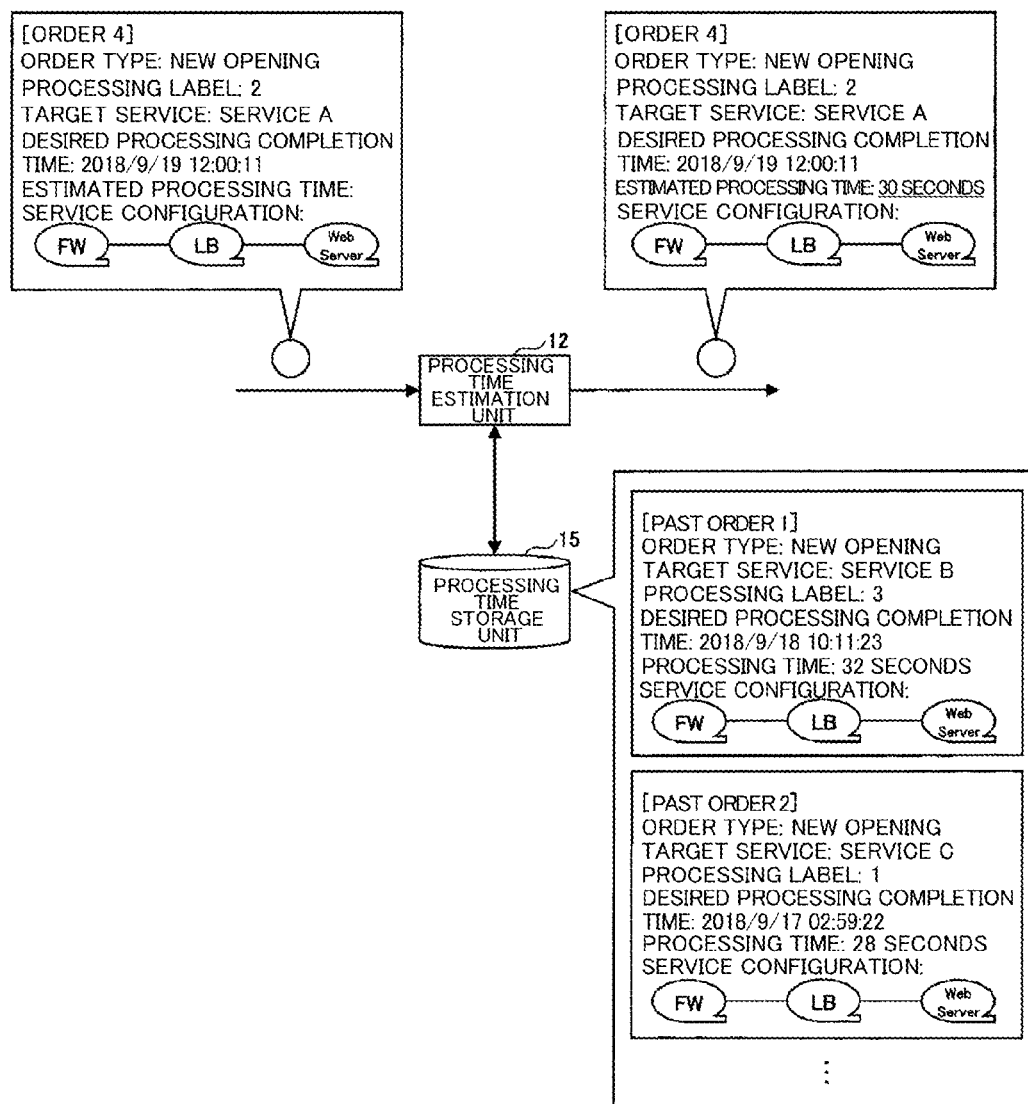 [ORDER 4]
ORDER TYPE: NEW OPENING
PROCESSING LABEL: 2
TARGET SERVICE: SERVICE A
DESIRED PROCESSING COMPLETION
TIME: 2018/9/19 12:00:11
ESTIMATED PROCESSING TIME:
SERVICE CONFIGURATION:
FW
LB
Web
Server
[ORDER 4]
ORDER TYPE: NEW OPENING
PROCESSING LABEL: 2
TARGET SERVICE: SERVICE A
DESIRED PROCESSING COMPLETION
TIME: 2018/9/19 12:00:11
ESTIMATED PROCESSING TIME: 30 SECONDS
SERVICE CONFIGURATION:
FW
LB
Web
Server
12
PROCESSING
TIME
ESTIMATION
UNIT
15
PROCESSING
TIME
STORAGE
UNIT
[PAST ORDER 1]
ORDER TYPE: NEW OPENING
TARGET SERVICE: SERVICE B
PROCESSING LABEL: 3
DESIRED PROCESSING COMPLETION
TIME: 2018/9/18 10:11:23
PROCESSING TIME: 32 SECONDS
SERVICE CONFIGURATION:
FW
LB
Web
Server
[PAST ORDER 2]
ORDER TYPE: NEW OPENING
TARGET SERVICE: SERVICE C
PROCESSING LABEL: 1
DESIRED PROCESSING COMPLETION
TIME: 2018/9/17 02:59:22
PROCESSING TIME: 28 SECONDS
SERVICE CONFIGURATION:
FW
LB
Web
Server
⋮